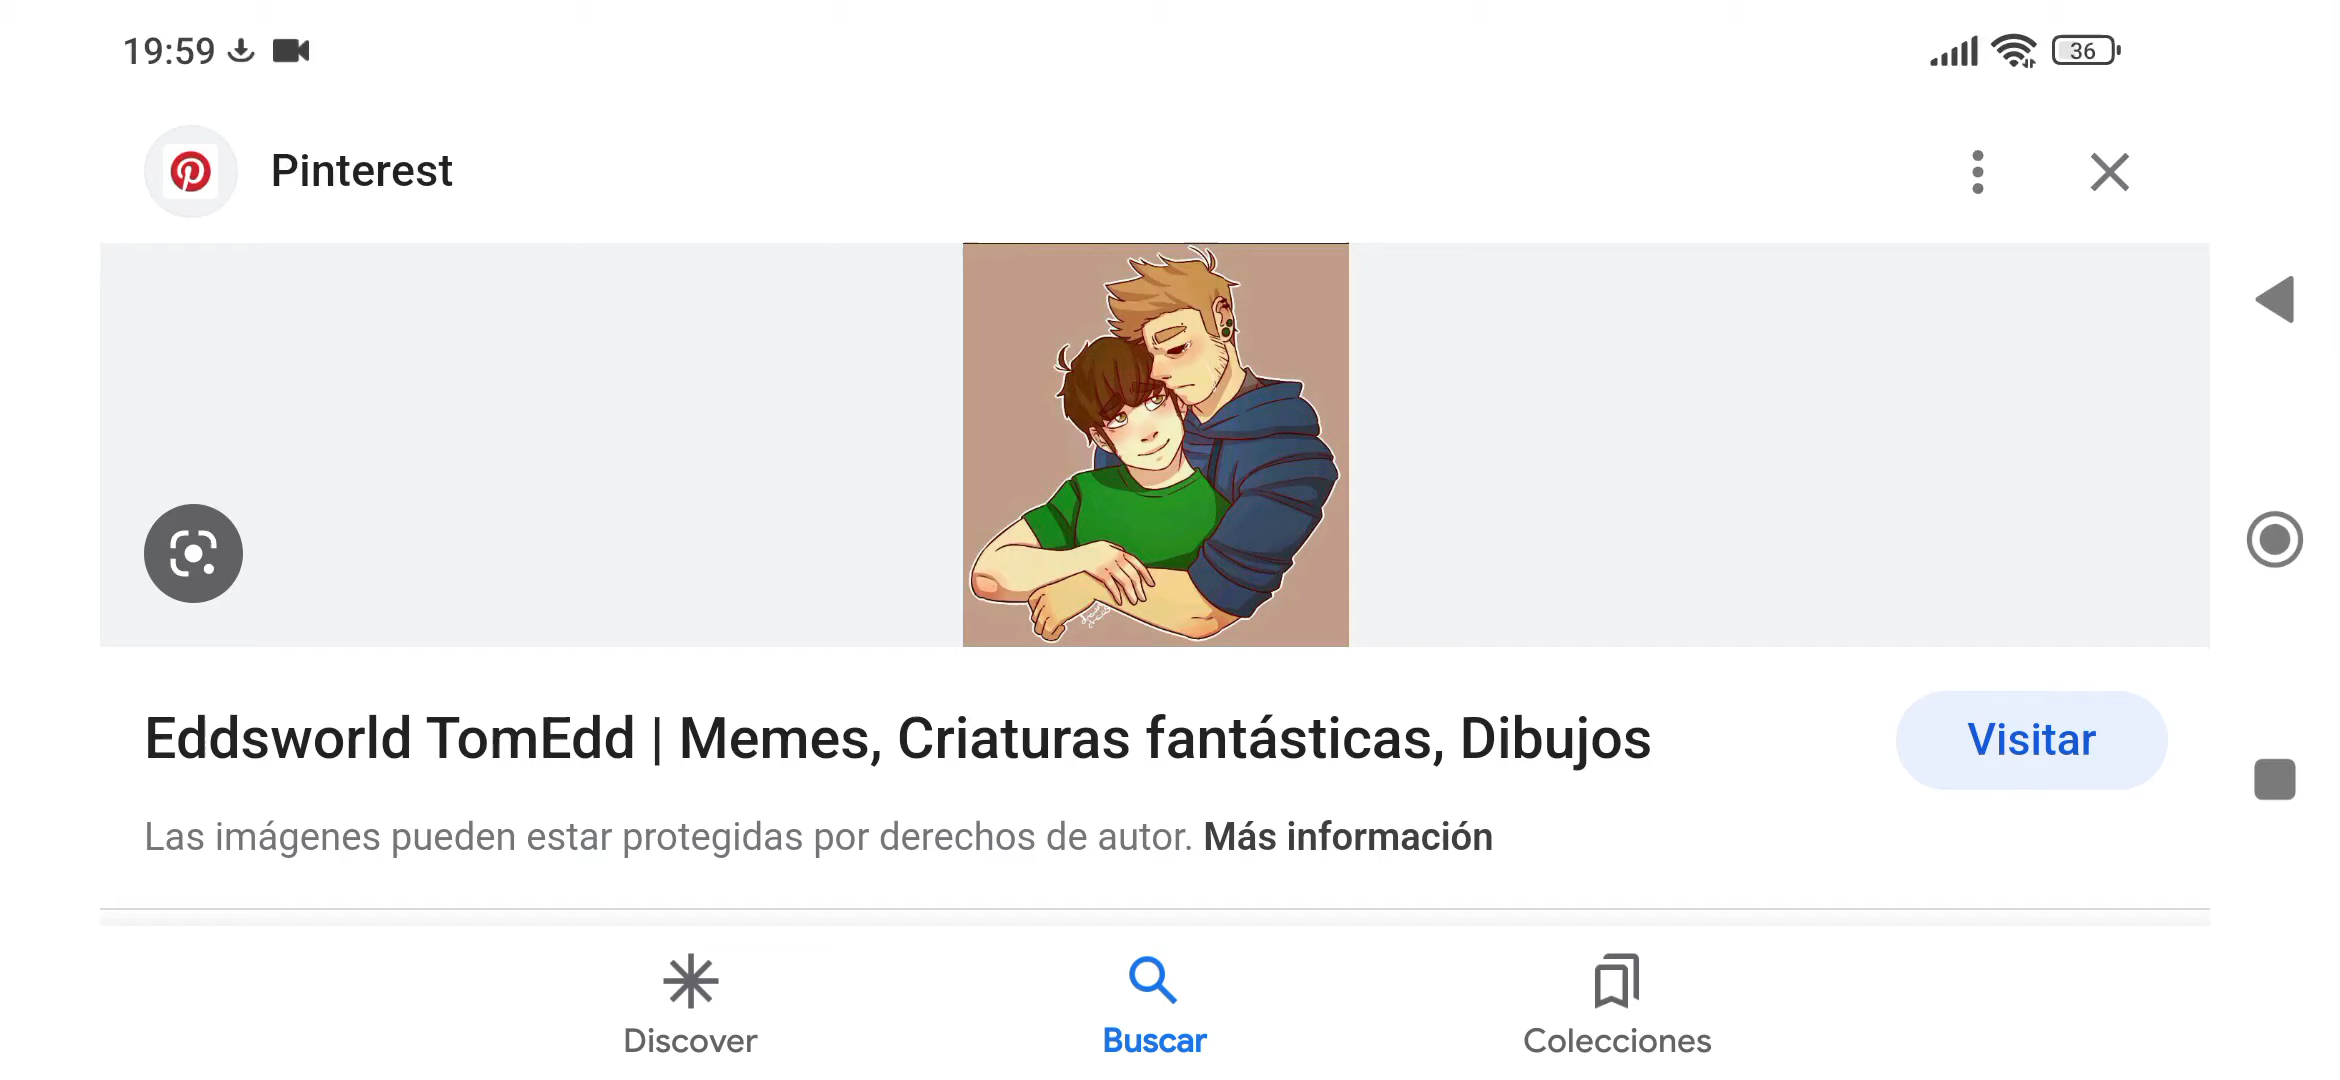 19:59
36
Pinterest
Eddsworld TomEdd | Memes, Criaturas fantásticas, Dibujos
Visitar
Las imágenes pueden estar protegidas por derechos de autor. Más información
Discover
Buscar
Colecciones